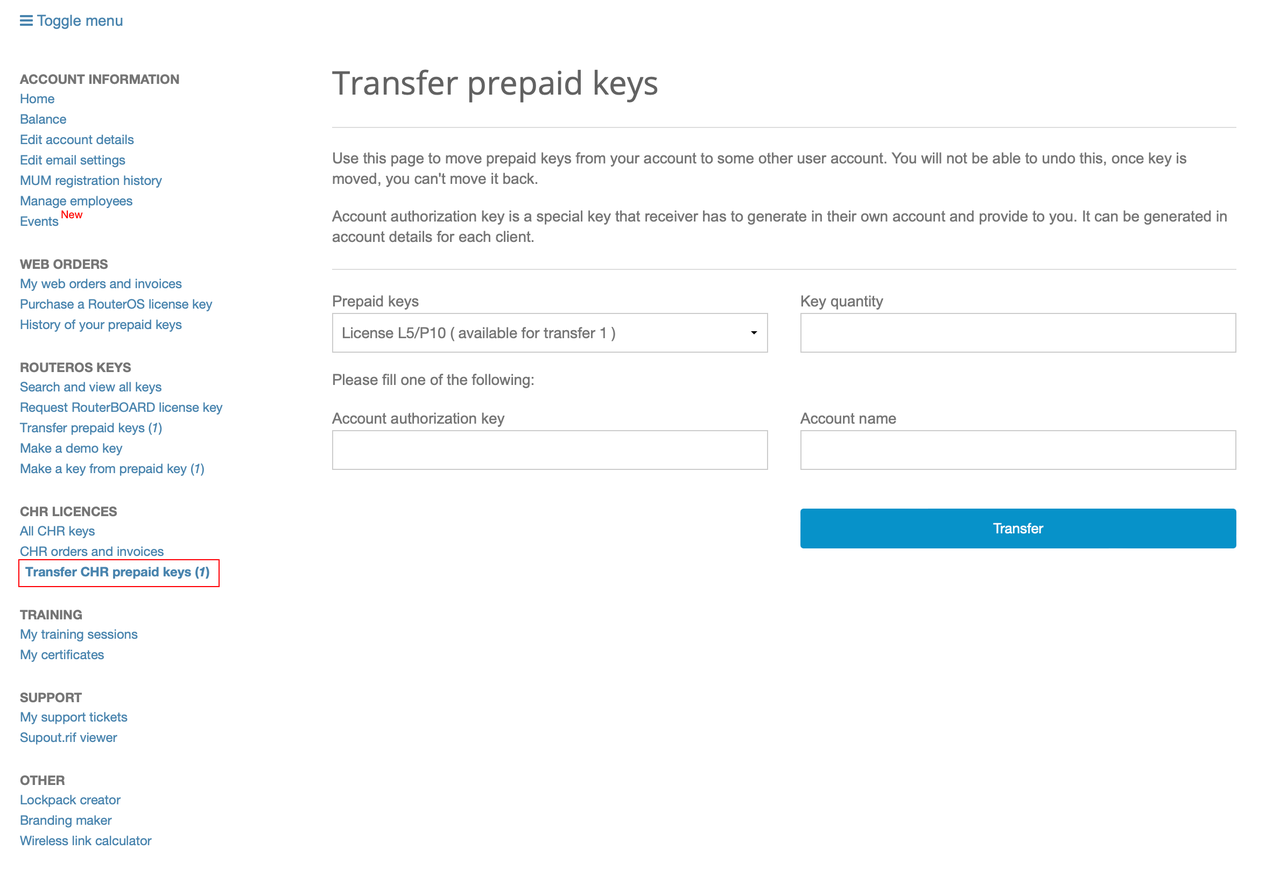 Toggle menu
ACCOUNT INFORMATION
Home
Balance
Edit account details
Edit email settings
MUM registration history
Manage employees
Events New
WEB ORDERS
My web orders and invoices
Purchase a RouterOS license key
History of your prepaid keys
ROUTEROS KEYS
Search and view all keys
Request RouterBOARD license key
Transfer prepaid keys (1)
Make a demo key
Make a key from prepaid key (1)
CHR LICENCES
All CHR keys
CHR orders and invoices
Transfer CHR prepaid keys (1)
TRAINING
My training sessions
My certificates
SUPPORT
My support tickets
Supout.rif viewer
OTHER
Lockpack creator
Branding maker
Wireless link calculator
Transfer prepaid keys
Use this page to move prepaid keys from your account to some other user account. You will not be able to undo this, once key is
moved, you can't move it back.
Account authorization key is a special key that receiver has to generate in their own account and provide to you. It can be generated in
account details for each client.
Prepaid keys
License L5/P10 ( available for transfer 1 )
Key quantity
Please fill one of the following:
Account authorization key
Account name
Transfer